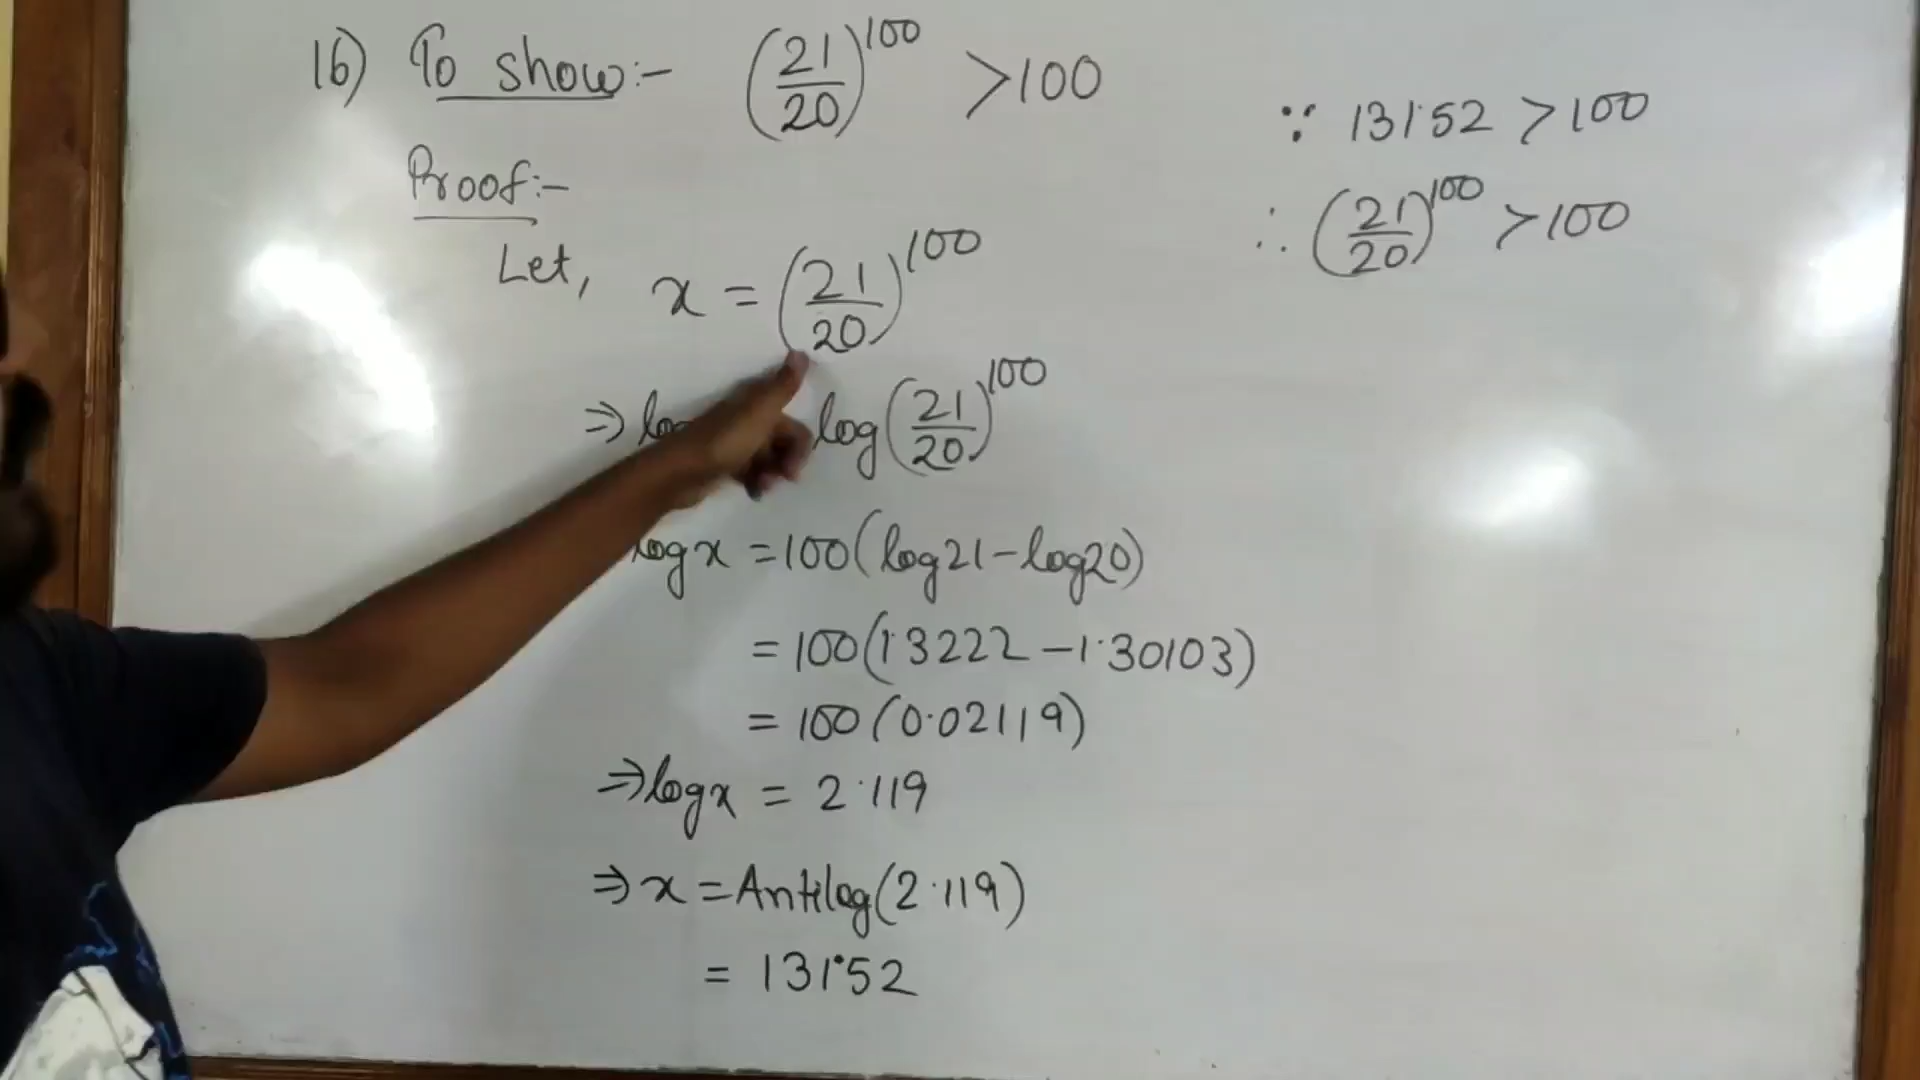 16) To show:- (21/20)^100 >100
Proof:-
Let, x = (21/20)^100
⇒ log (21/20)^100
log x = 100(log21-log20)
= 100(1.3222 - 1.30103)
= 100(0.02119)
⇒ log x = 2.119
⇒ x = Antilog(2.119)
= 131.52
∵ 131.52 >100
∴ (21/20)^100 >100